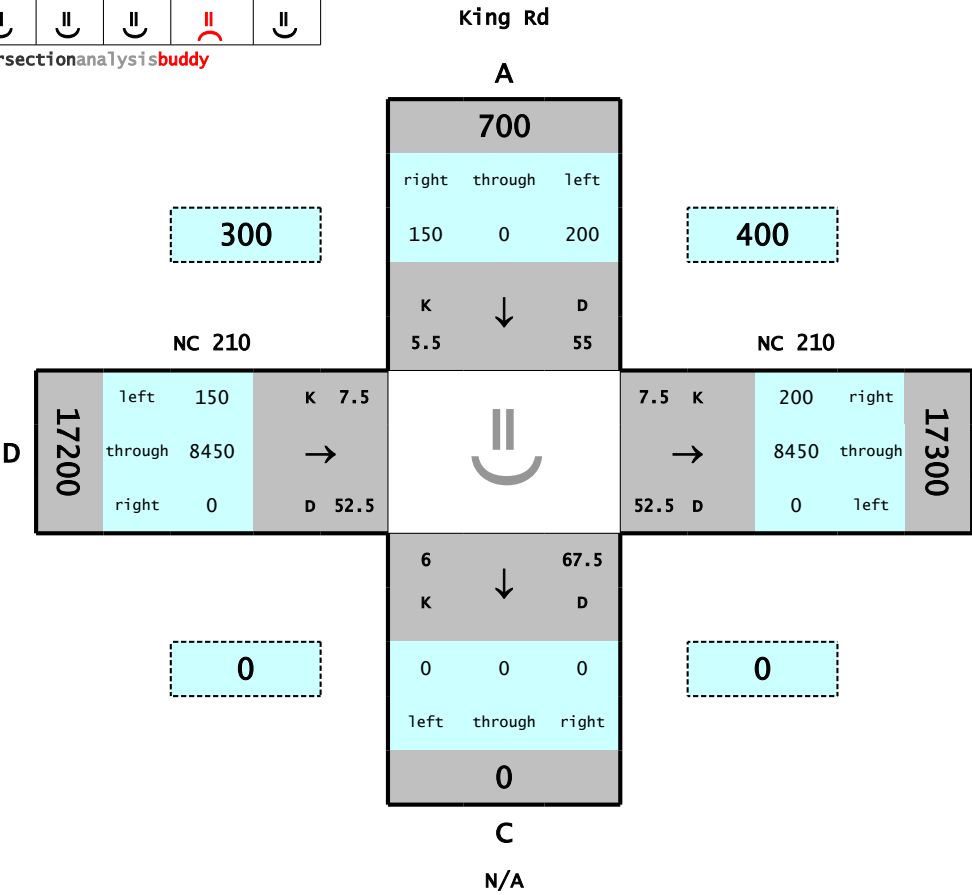 King Rd
rsectionanalysisbuddy
A
700
right through left
150 0 200
300
400
K D
5.5 55
NC 210
NC 210
D
17200
left 150
through 8450
right 0
K 7.5
→
D 52.5
7.5 K
→
52.5 D
200 right
8450 through
0 left
17300
6 67.5
K D
0 0 0
left through right
0
0
0
C
N/A